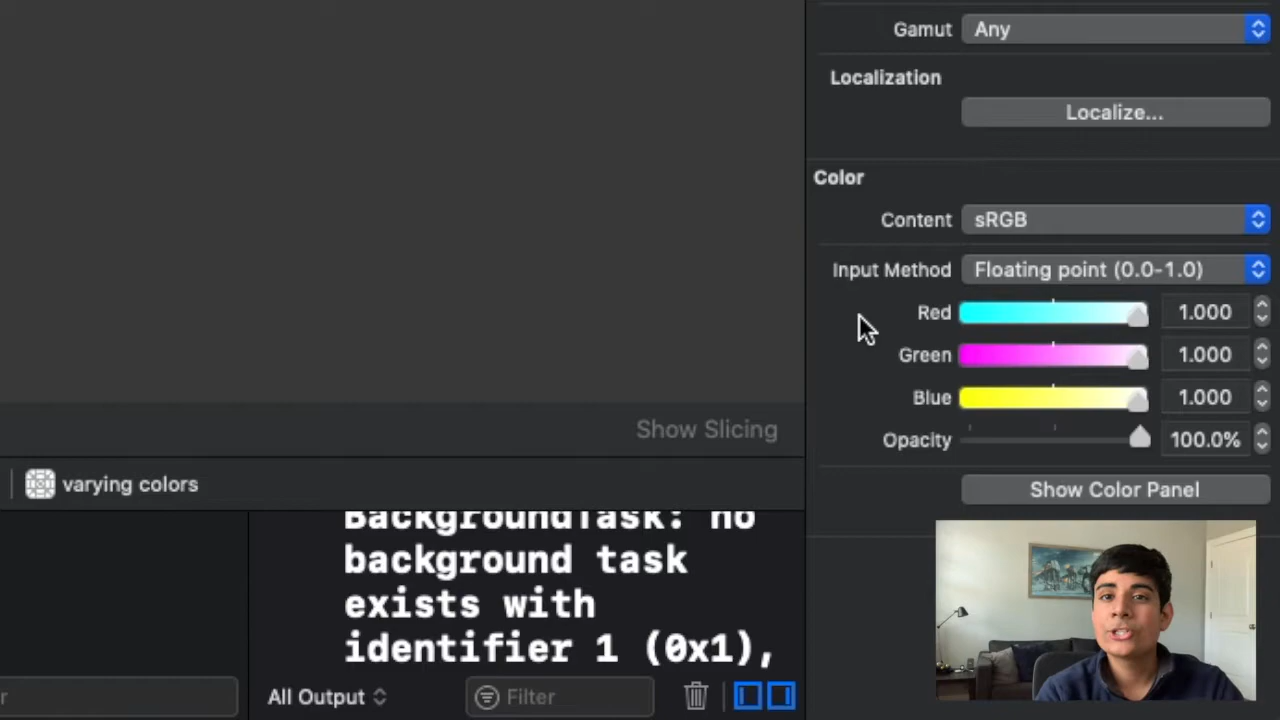 Gamut Any
Localization
Localize...
Color
Content sRGB
Input Method Floating point (0.0-1.0)
Red 1.000
Green 1.000
Blue 1.000
Opacity 100.0%
Show Color Panel
Show Slicing
varying colors
BackgroundTask: no
background task
exists with
identifier 1 (0x1),
r
All Output
Filter